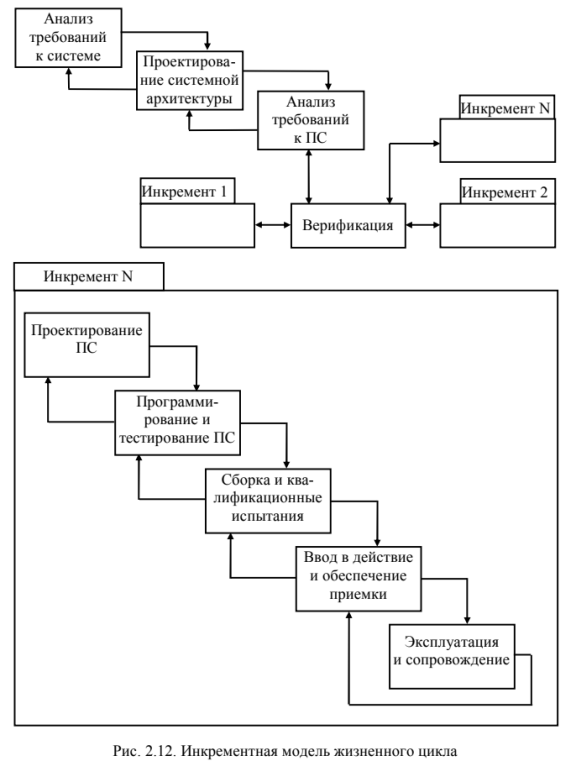 Анализ
требований
к системе
Проектирова-
ние системной
архитектуры
Анализ
требований
к ПС
Инкремент N
Инкремент 1
Верификация
Инкремент 2
Инкремент N
Проектирование
ПС
Программи-
рование и
тестирование ПС
Сборка и ква-
лификационные
испытания
Ввод в действие
и обеспечение
приемки
Эксплуатация
и сопровождение
Рис. 2.12. Инкрементная модель жизненного цикла